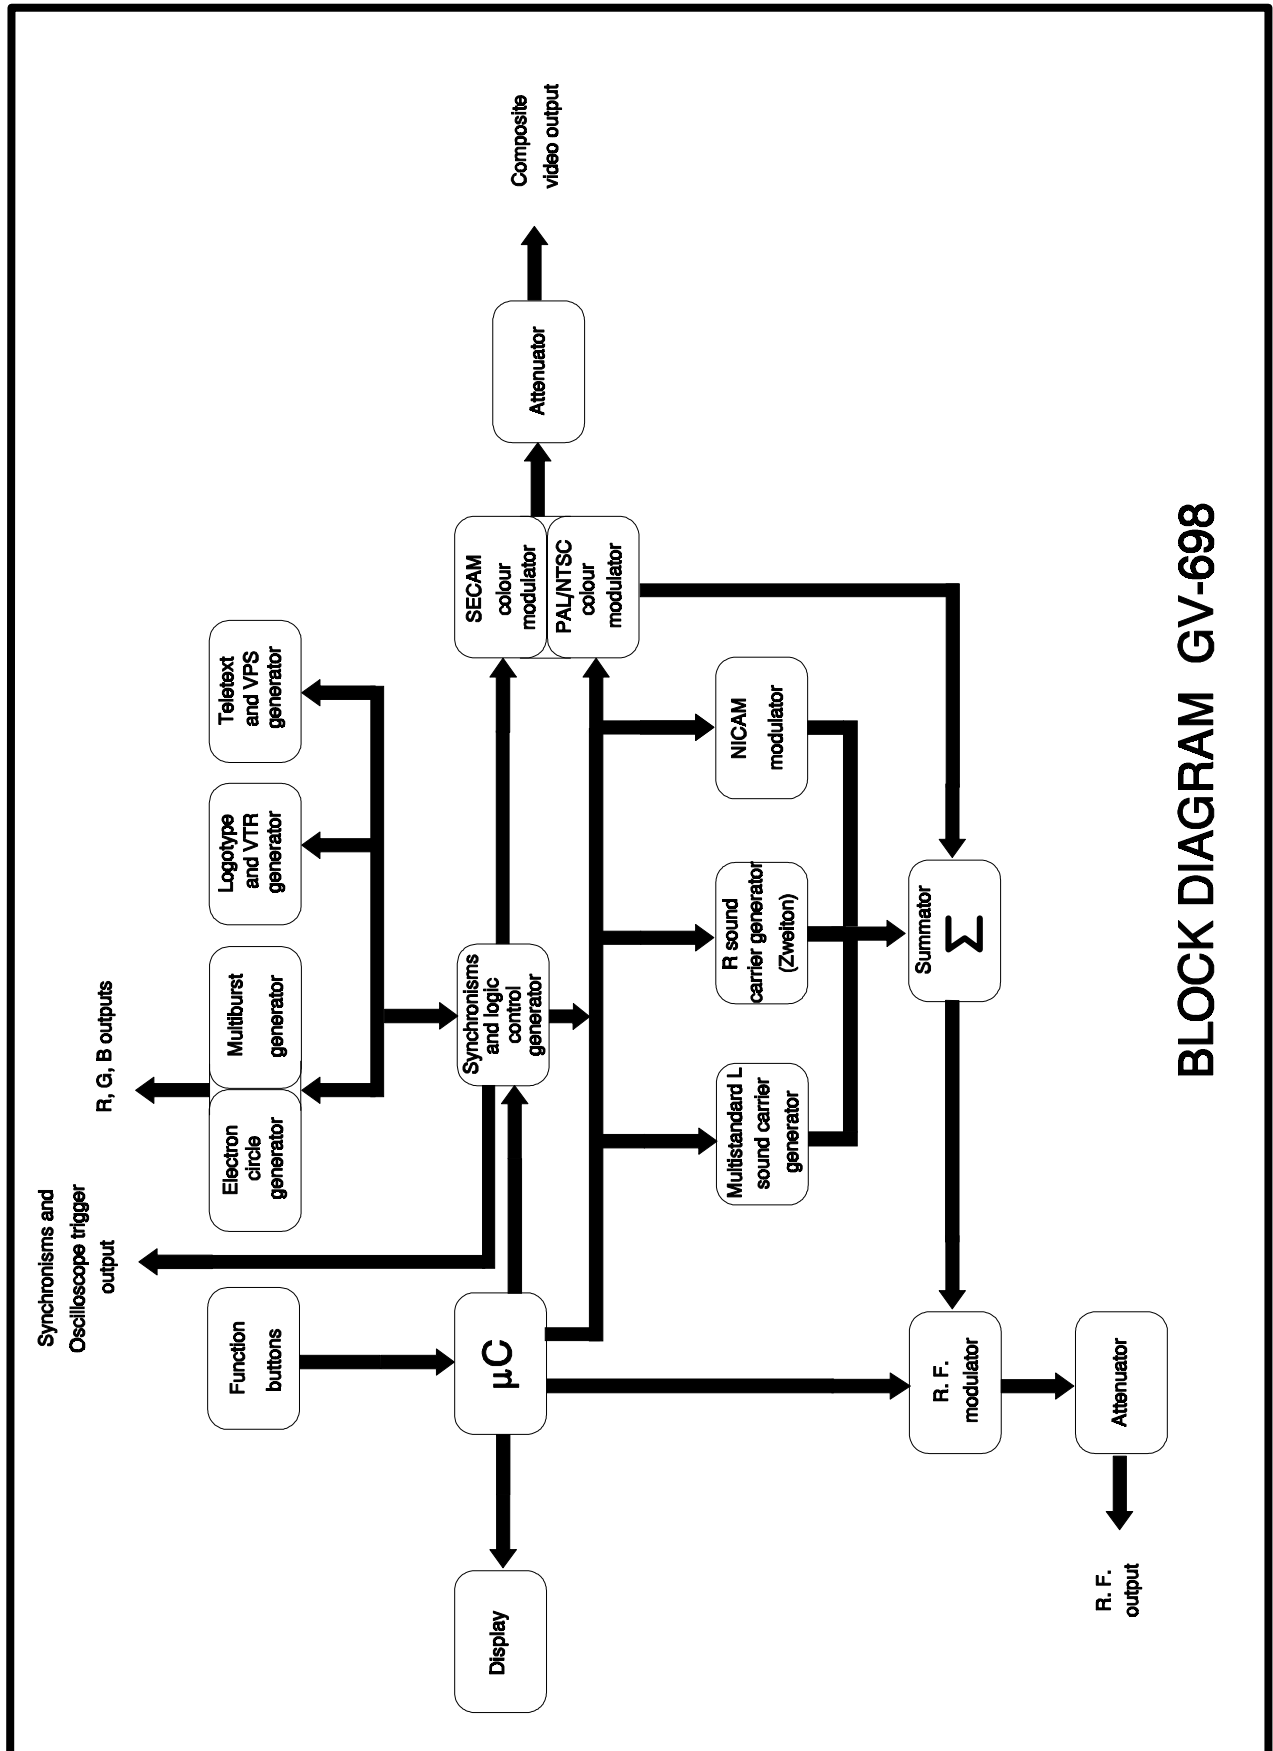 Synchronisms and
Oscilloscope trigger
output
R, G, B outputs
Function
buttons
Electron
circle
generator
Multiburst
generator
Logotype
and VTR
generator
Teletext
and VPS
generator
Display
µC
Synchronisms
and logic
control
generator
SECAM
colour
modulator
PAL/NTSC
colour
modulator
Attenuator
Composite
video output
Multistandard L
sound carrier
generator
R sound
carrier generator
(Zweiton)
NICAM
modulator
R. F.
modulator
Summator
Σ
R. F.
output
Attenuator
BLOCK DIAGRAM GV-698